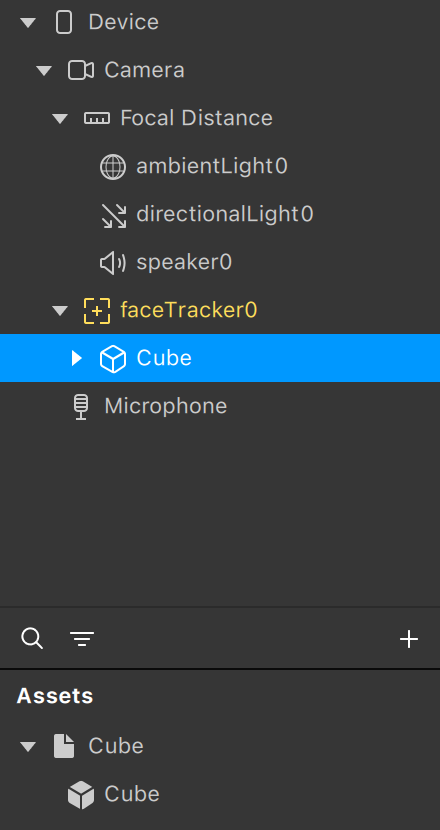 Device
Camera
Focal Distance
ambientLight0
directionalLight0
speaker0
faceTracker0
Cube
Microphone
Assets
Cube
Cube